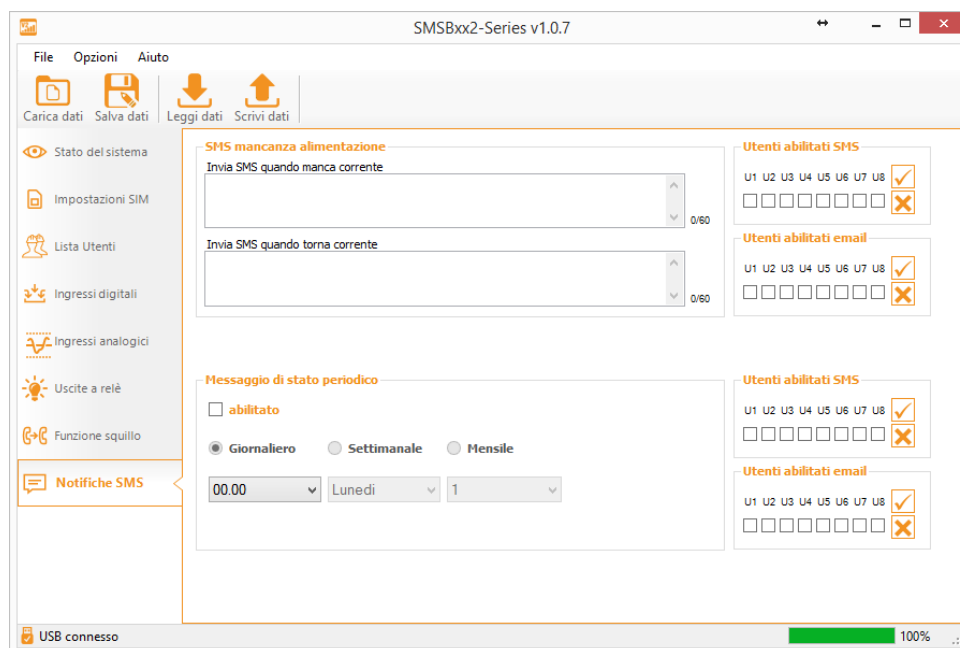 SMSBxx2-Series v1.0.7
File Opzioni Aiuto
Carica dati Salva dati Leggi dati Scrivi dati
Stato del sistema
Impostazioni SIM
Lista Utenti
Ingressi digitali
Ingressi analogici
Uscite a relè
Funzione squillo
Notifiche SMS
SMS mancanza alimentazione
Invia SMS quando manca corrente
0/60
Invia SMS quando torna corrente
0/60
Utenti abilitati SMS
U1 U2 U3 U4 U5 U6 U7 U8
Utenti abilitati email
U1 U2 U3 U4 U5 U6 U7 U8
Messaggio di stato periodico
abilitato
Giornaliero Settimanale Mensile
00.00 Lunedi 1
Utenti abilitati SMS
U1 U2 U3 U4 U5 U6 U7 U8
Utenti abilitati email
U1 U2 U3 U4 U5 U6 U7 U8
USB connesso 100%